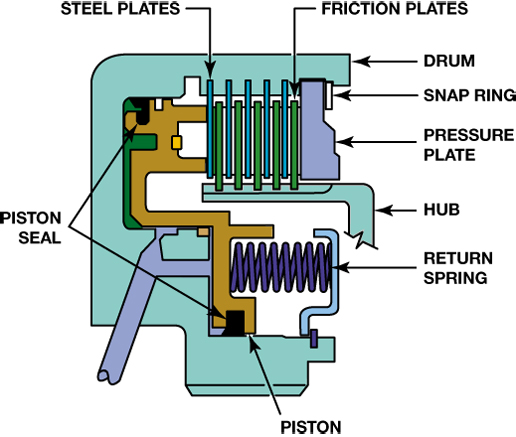 STEEL PLATES
FRICTION PLATES
DRUM
SNAP RING
PRESSURE
PLATE
HUB
PISTON
SEAL
RETURN
SPRING
PISTON